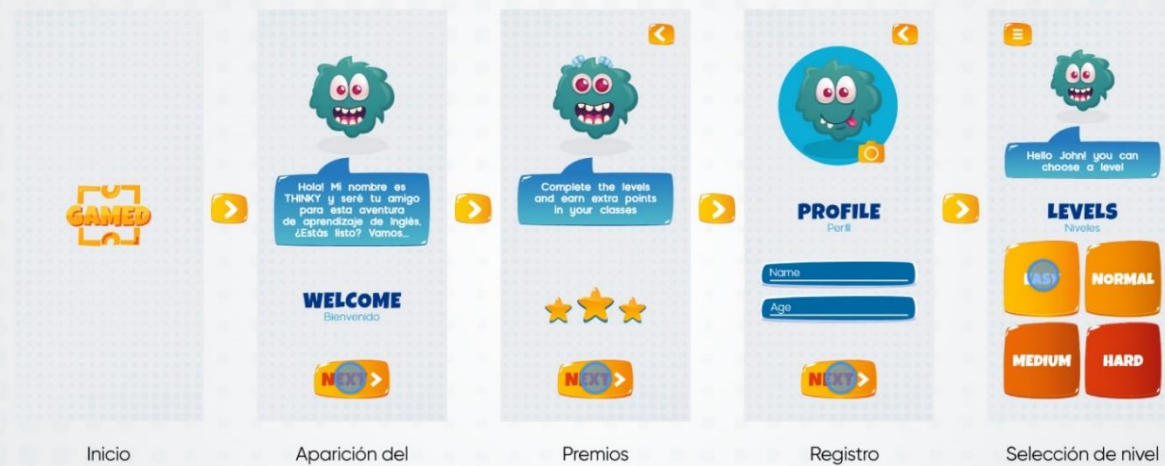 GAMED
Inicio
Hola! Mi nombre es
THINKY y seré tu amigo
para esta aventura
de aprendizaje de Inglés.
¿Estás listo? Vamos...
WELCOME
Bienvenido
NEXT
Aparición del
Complete the levels
and earn extra points
in your classes
NEXT
Premios
PROFILE
Perfil
Name
Age
NEXT
Registro
Hello John! you can
choose a level
LEVELS
Niveles
EASY
NORMAL
MEDIUM
HARD
Selección de nivel